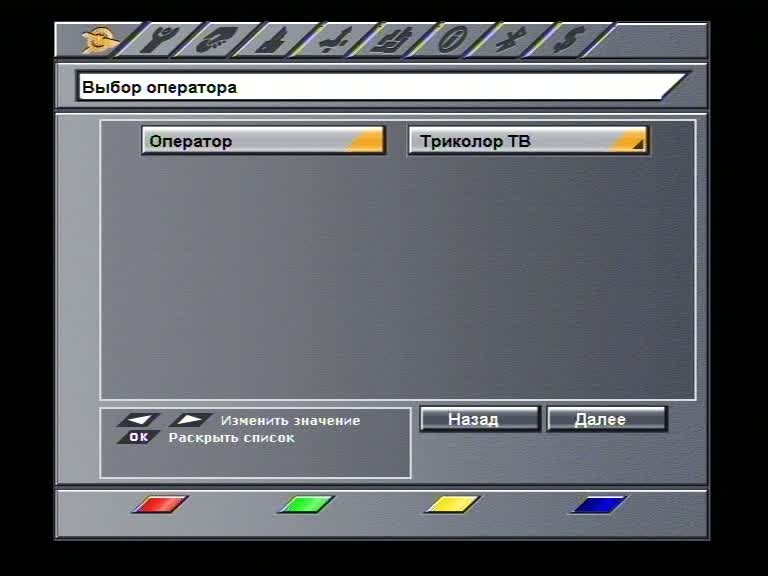 Выбор оператора
Оператор
Триколор ТВ
Изменить значение
OK Раскрыть список
Назад
Далее